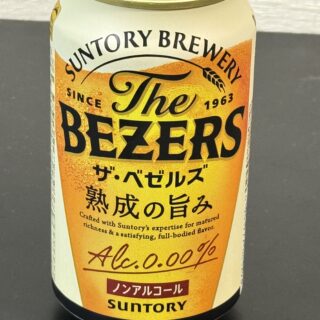 SUNTORY BREWERY
SINCE 1963
The
BEZERS
ザ・ベゼルズ
熟成の旨み
Crafted with Suntory's expertise for matured
richness & a satisfying, full-bodied flavor.
Alc.0.00%
ノンアルコール
SUNTORY